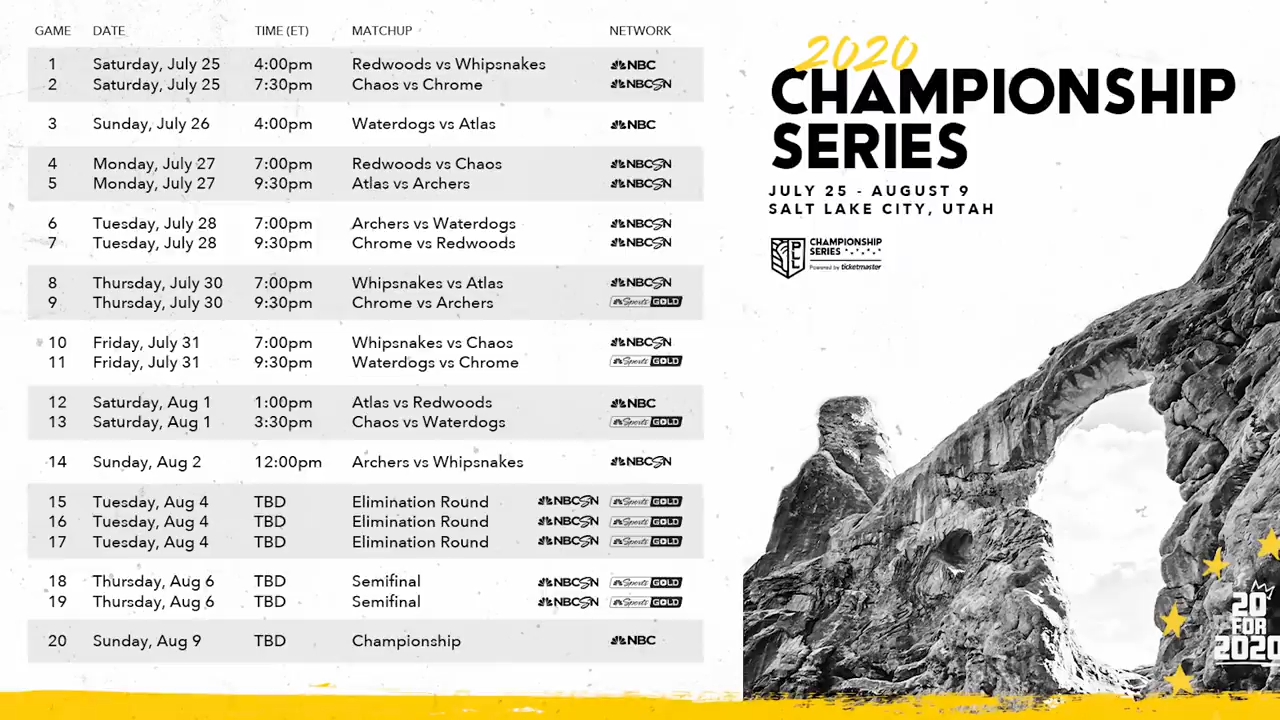 GAME DATE TIME (ET) MATCHUP NETWORK
1 Saturday, July 25 4:00pm Redwoods vs Whipsnakes NBC
2 Saturday, July 25 7:30pm Chaos vs Chrome NBCSN
3 Sunday, July 26 4:00pm Waterdogs vs Atlas NBC
4 Monday, July 27 7:00pm Redwoods vs Chaos NBCSN
5 Monday, July 27 9:30pm Atlas vs Archers NBCSN
6 Tuesday, July 28 7:00pm Archers vs Waterdogs NBCSN
7 Tuesday, July 28 9:30pm Chrome vs Redwoods NBCSN
8 Thursday, July 30 7:00pm Whipsnakes vs Atlas NBCSN
9 Thursday, July 30 9:30pm Chrome vs Archers Sports GOLD
10 Friday, July 31 7:00pm Whipsnakes vs Chaos NBCSN
11 Friday, July 31 9:30pm Waterdogs vs Chrome Sports GOLD
12 Saturday, Aug 1 1:00pm Atlas vs Redwoods NBC
13 Saturday, Aug 1 3:30pm Chaos vs Waterdogs Sports GOLD
14 Sunday, Aug 2 12:00pm Archers vs Whipsnakes NBCSN
15 Tuesday, Aug 4 TBD Elimination Round NBCSN Sports GOLD
16 Tuesday, Aug 4 TBD Elimination Round NBCSN Sports GOLD
17 Tuesday, Aug 4 TBD Elimination Round NBCSN Sports GOLD
18 Thursday, Aug 6 TBD Semifinal NBCSN Sports GOLD
19 Thursday, Aug 6 TBD Semifinal NBCSN Sports GOLD
20 Sunday, Aug 9 TBD Championship NBC
2020
CHAMPIONSHIP
SERIES
JULY 25 - AUGUST 9
SALT LAKE CITY, UTAH
PLL
CHAMPIONSHIP
SERIES
Powered by ticketmaster
20
FOR
2020